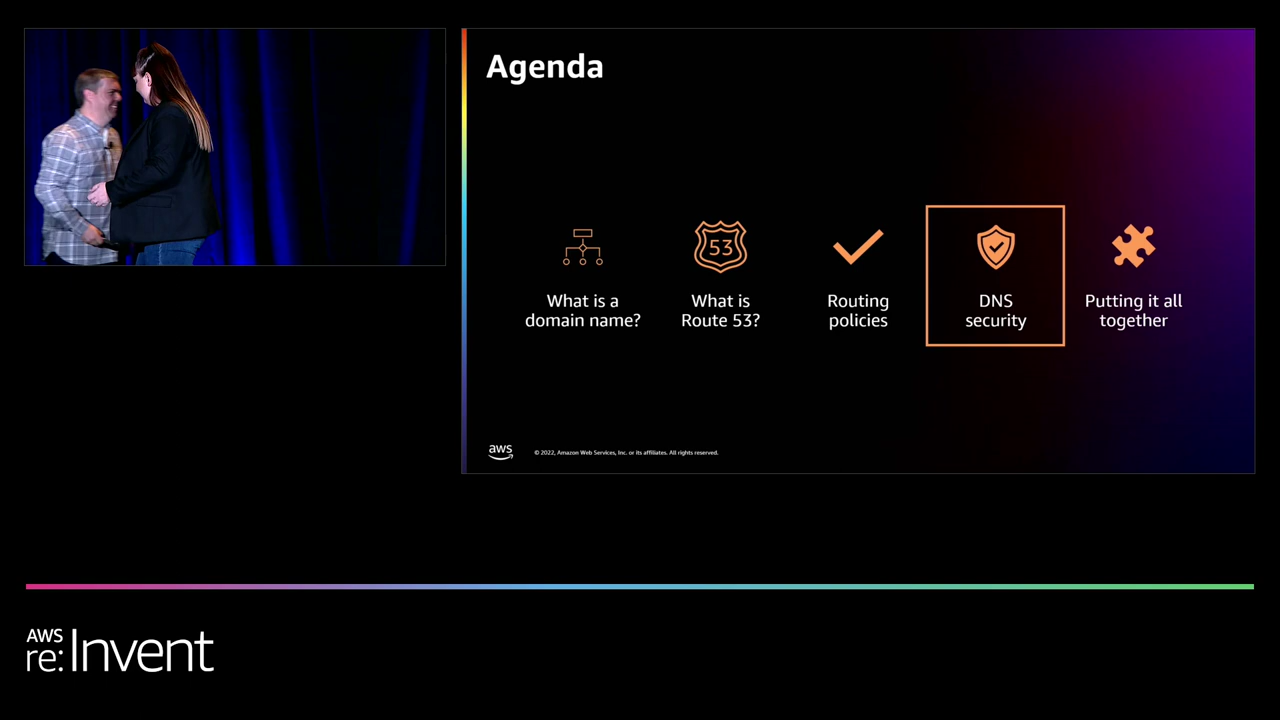 Agenda
53
What is a
domain name?
What is
Route 53?
Routing
policies
DNS
security
Putting it all
together
aws
© 2022, Amazon Web Services, Inc. or its affiliates. All rights reserved.
AWS
re:Invent